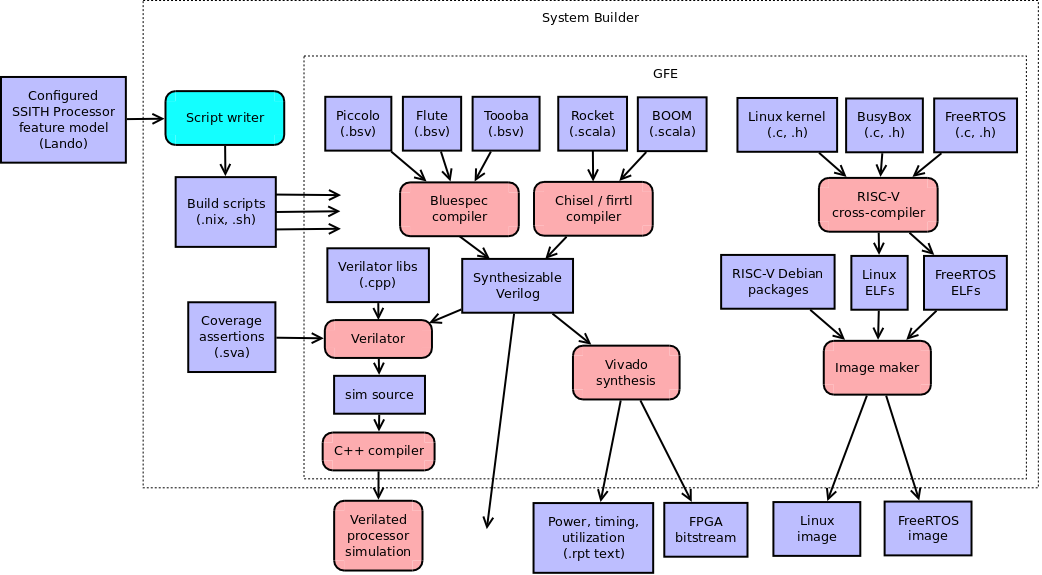 System Builder
GFE
Configured
SSITH Processor
feature model
(Lando)
Script writer
Build scripts
(.nix, .sh)
Piccolo
(.bsv)
Flute
(.bsv)
Toooba
(.bsv)
Rocket
(.scala)
BOOM
(.scala)
Linux kernel
(.c, .h)
BusyBox
(.c, .h)
FreeRTOS
(.c, .h)
Bluespec
compiler
Chisel / firrtl
compiler
RISC-V
cross-compiler
Verilator libs
(.cpp)
Synthesizable
Verilog
RISC-V Debian
packages
Linux
ELFs
FreeRTOS
ELFs
Coverage
assertions
(.sva)
Verilator
Vivado
synthesis
Image maker
sim source
C++ compiler
Verilated
processor
simulation
Power, timing,
utilization
(.rpt text)
FPGA
bitstream
Linux
image
FreeRTOS
image